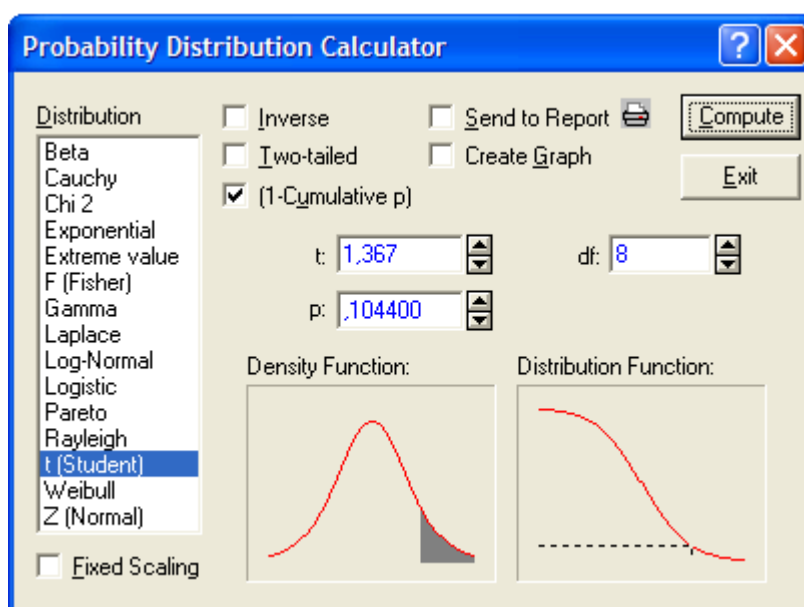 Probability Distribution Calculator
Distribution
Beta
Cauchy
Chi 2
Exponential
Extreme value
F (Fisher)
Gamma
Laplace
Log-Normal
Logistic
Pareto
Rayleigh
t (Student)
Weibull
Z (Normal)
Fixed Scaling
Inverse
Two-tailed
(1-Cumulative p)
Send to Report
Create Graph
Compute
Exit
t: 1,367
df: 8
p: ,104400
Density Function:
Distribution Function: